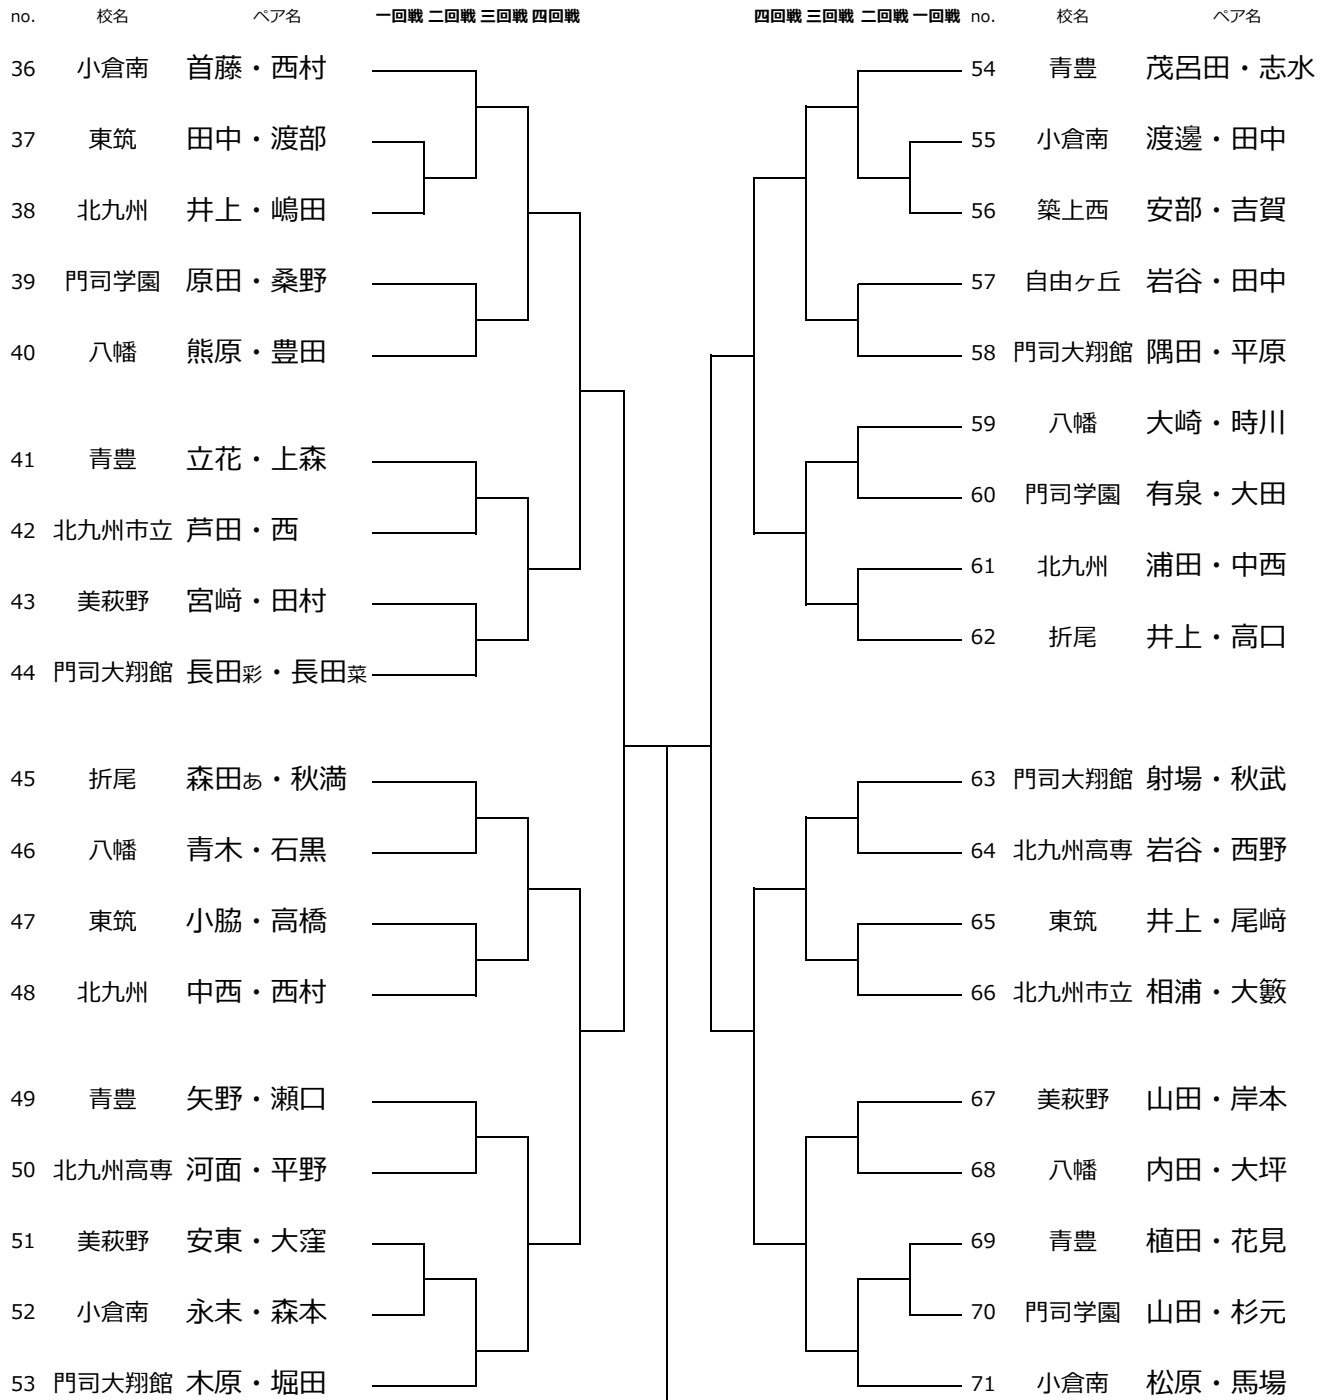 no. 校名 ペア名 一回戦 二回戦 三回戦 四回戦
36 小倉南 首藤・西村
37 東筑 田中・渡部
38 北九州 井上・嶋田
39 門司学園 原田・桑野
40 八幡 熊原・豊田
41 青豊 立花・上森
42 北九州市立 芦田・西
43 美萩野 宮﨑・田村
44 門司大翔館 長田彩・長田菜
45 折尾 森田あ・秋満
46 八幡 青木・石黒
47 東筑 小脇・高橋
48 北九州 中西・西村
49 青豊 矢野・瀬口
50 北九州高専 河面・平野
51 美萩野 安東・大窪
52 小倉南 永末・森本
53 門司大翔館 木原・堀田
四回戦 三回戦 二回戦 一回戦 no. 校名 ペア名
54 青豊 茂呂田・志水
55 小倉南 渡邊・田中
56 築上西 安部・吉賀
57 自由ヶ丘 岩谷・田中
58 門司大翔館 隅田・平原
59 八幡 大崎・時川
60 門司学園 有泉・大田
61 北九州 浦田・中西
62 折尾 井上・高口
63 門司大翔館 射場・秋武
64 北九州高専 岩谷・西野
65 東筑 井上・尾﨑
66 北九州市立 相浦・大籔
67 美萩野 山田・岸本
68 八幡 内田・大坪
69 青豊 植田・花見
70 門司学園 山田・杉元
71 小倉南 松原・馬場